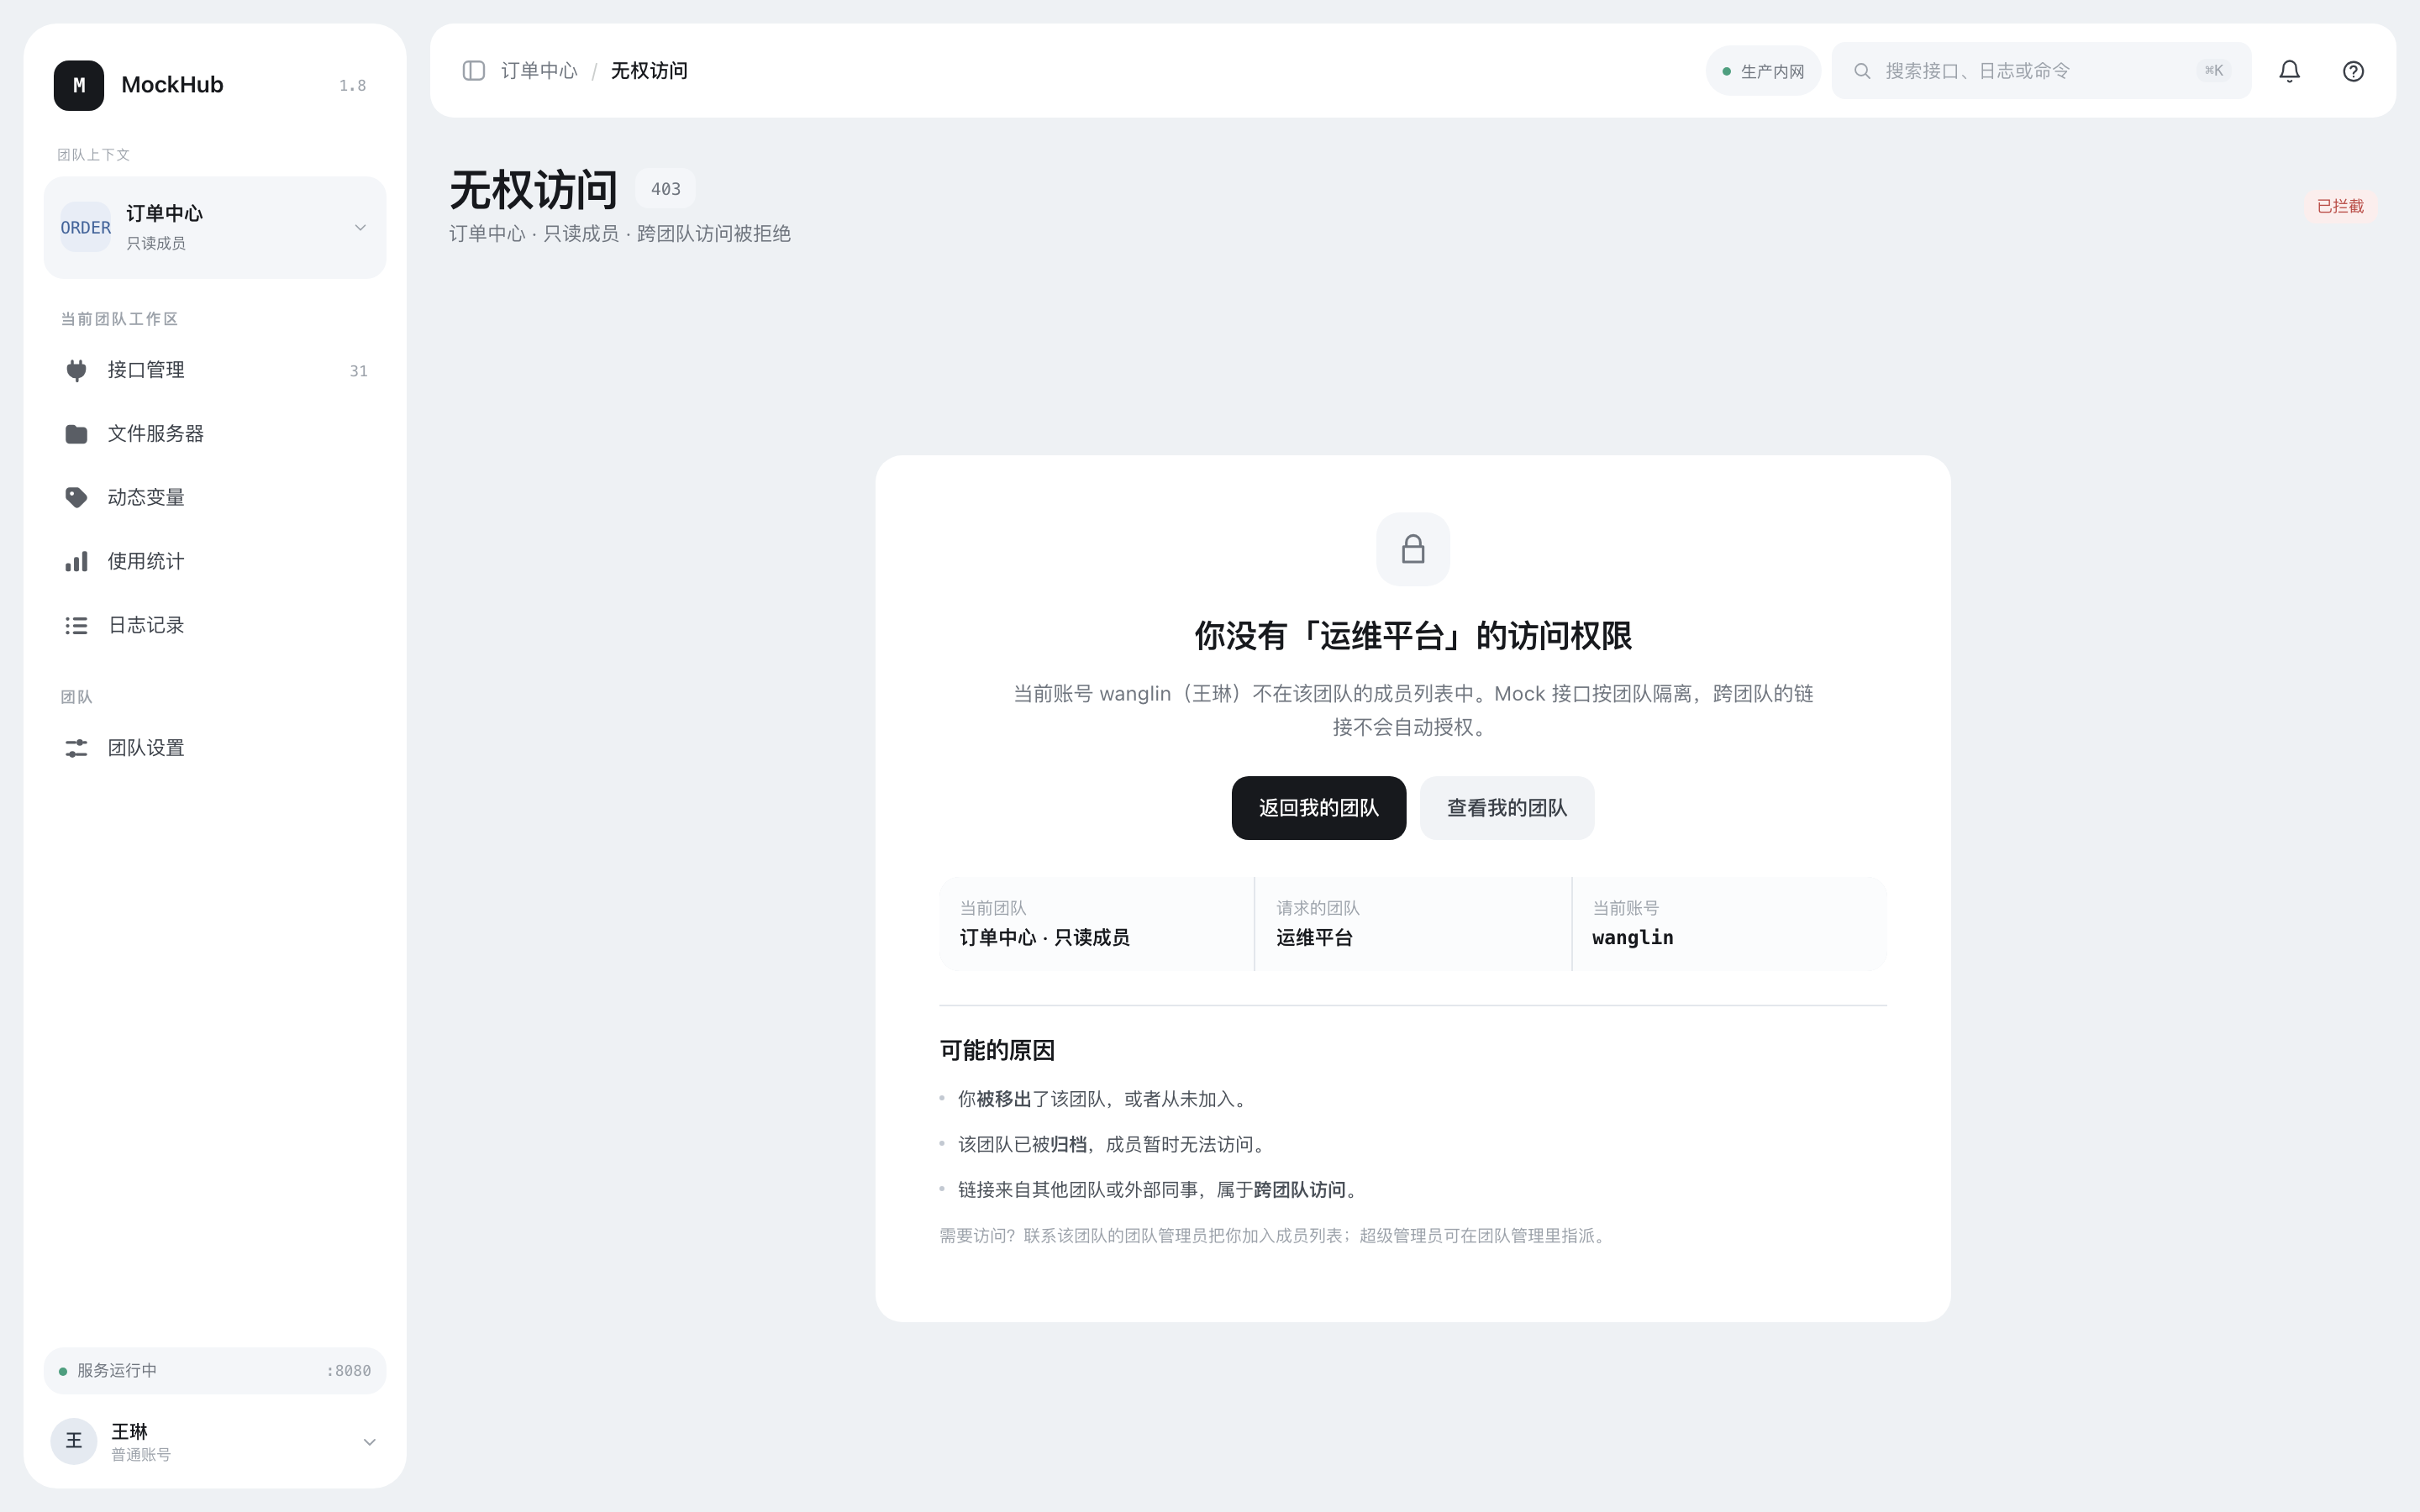 M MockHub 1.8
团队上下文
ORDER 订单中心
只读成员
当前团队工作区
接口管理 31
文件服务器
动态变量
使用统计
日志记录
团队
团队设置
服务运行中 :8080
王 王琳
普通账号
订单中心 / 无权访问
生产内网
搜索接口、日志或命令 ⌘K
无权访问 403
订单中心 · 只读成员 · 跨团队访问被拒绝
已拦截
你没有「运维平台」的访问权限
当前账号 wanglin（王琳）不在该团队的成员列表中。Mock 接口按团队隔离，跨团队的链
接不会自动授权。
返回我的团队 查看我的团队
当前团队
订单中心 · 只读成员
请求的团队
运维平台
当前账号
wanglin
可能的原因
• 你被移出了该团队，或者从未加入。
• 该团队已被归档，成员暂时无法访问。
• 链接来自其他团队或外部同事，属于跨团队访问。
需要访问？联系该团队的团队管理员把你加入成员列表；超级管理员可在团队管理里指派。